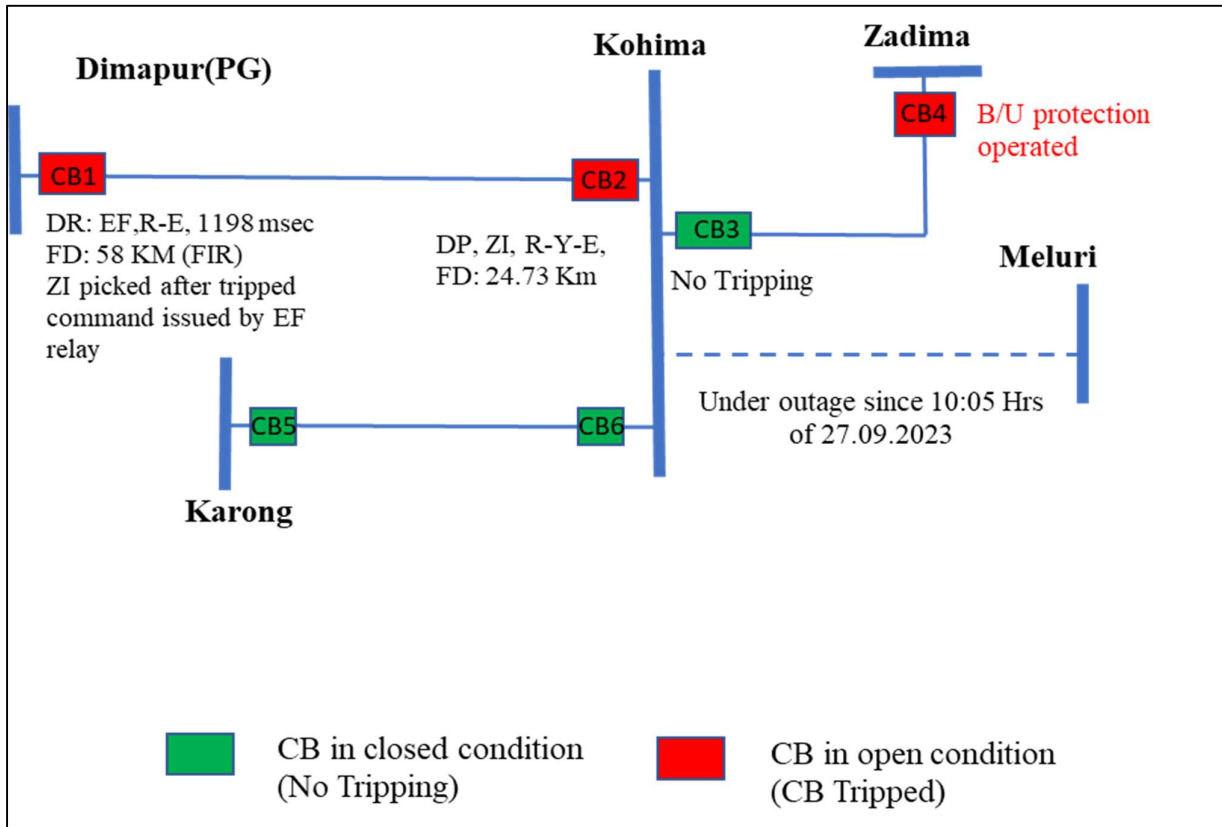 Dimapur(PG)
Kohima
Zadima
CB1
CB2
CB4
B/U protection
operated
DR: EF,R-E, 1198 msec
FD: 58 KM (FIR)
ZI picked after tripped
command issued by EF
relay
DP, ZI, R-Y-E,
FD: 24.73 Km
CB3
No Tripping
Meluri
Under outage since 10:05 Hrs
of 27.09.2023
CB5
CB6
Karong
CB in closed condition
(No Tripping)
CB in open condition
(CB Tripped)